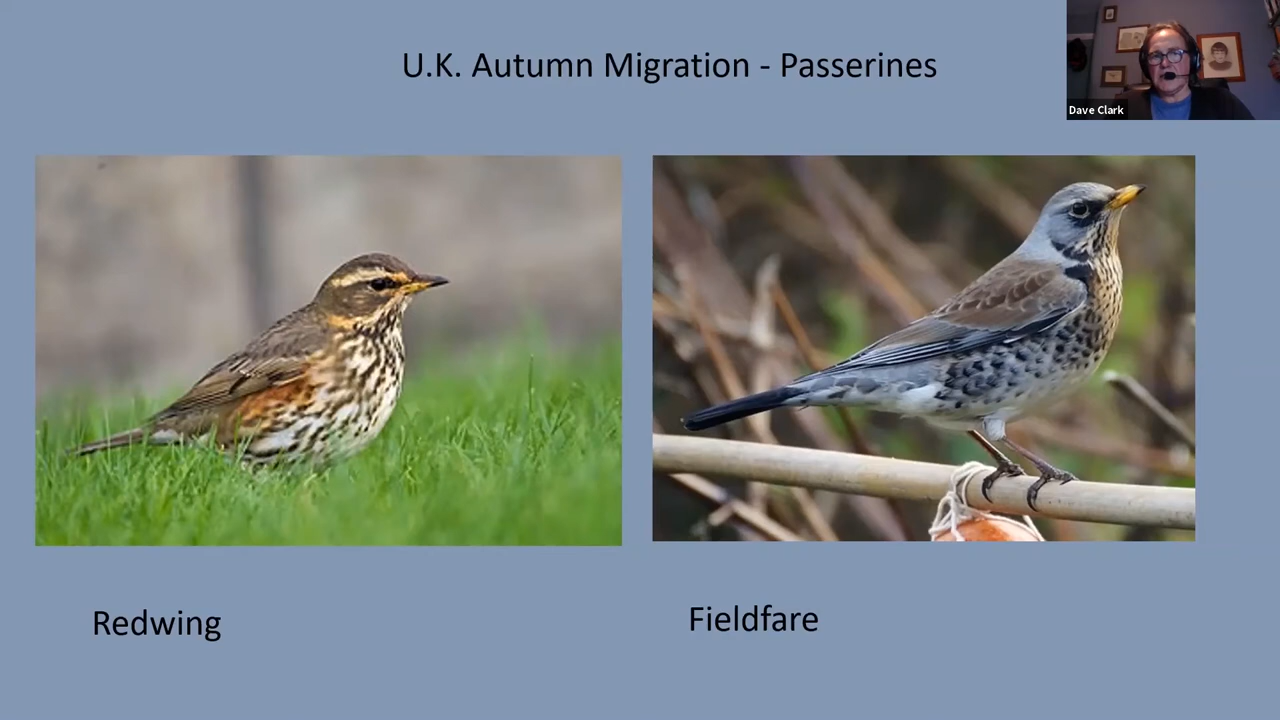 U.K. Autumn Migration - Passerines
Dave Clark
Redwing
Fieldfare